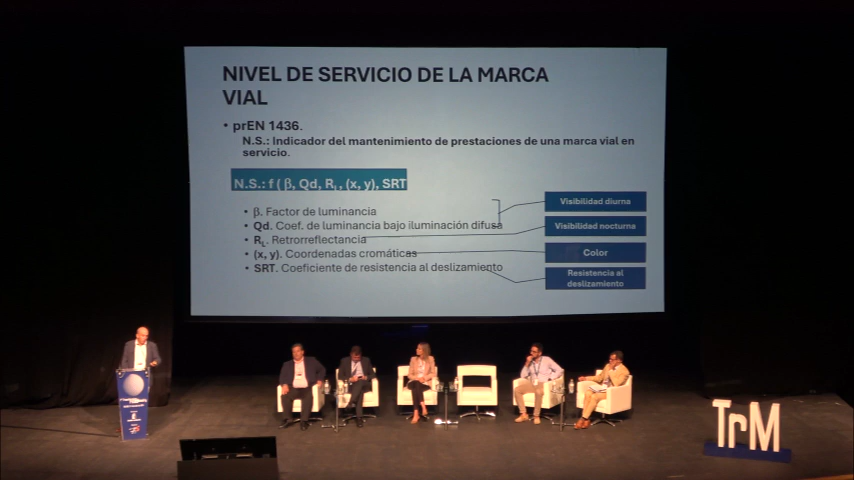 NIVEL DE SERVICIO DE LA MARCA
VIAL
• prEN 1436.
N.S.: Indicador del mantenimiento de prestaciones de una marca vial en
servicio.
N.S.: f ( β, Qd, RL, (x, y), SRT
• β. Factor de luminancia
• Qd. Coef. de luminancia bajo iluminación difusa
• RL. Retrorreflectancia
• (x, y). Coordenadas cromáticas
• SRT. Coeficiente de resistencia al deslizamiento
Visibilidad diurna
Visibilidad nocturna
Color
Resistencia al
deslizamiento
TrM